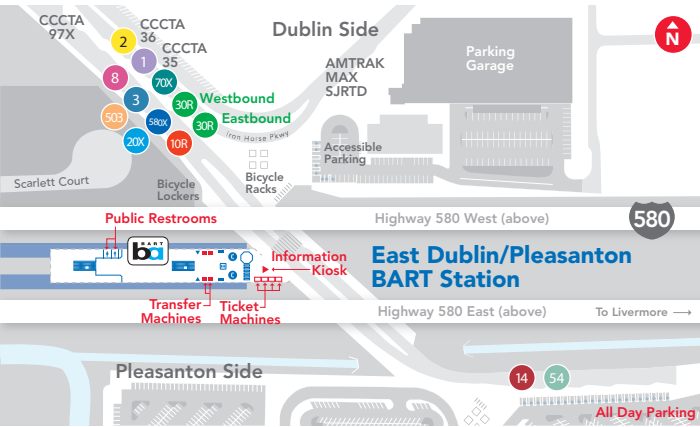 CCCTA
97X
CCCTA
36
CCCTA
35
2
1
8
70X
3
30R
Westbound
503
580X
30R
Eastbound
20X
10R
Iron Horse Pkwy
Dublin Side
AMTRAK
MAX
SJRTD
Parking
Garage
N
Accessible
Parking
Scarlett Court
Bicycle
Lockers
Bicycle
Racks
Highway 580 West (above)
580
Public Restrooms
BART
ba
Information
Kiosk
East Dublin/Pleasanton
BART Station
Transfer
Machines
Ticket
Machines
Highway 580 East (above)
To Livermore →
Pleasanton Side
14
54
All Day Parking